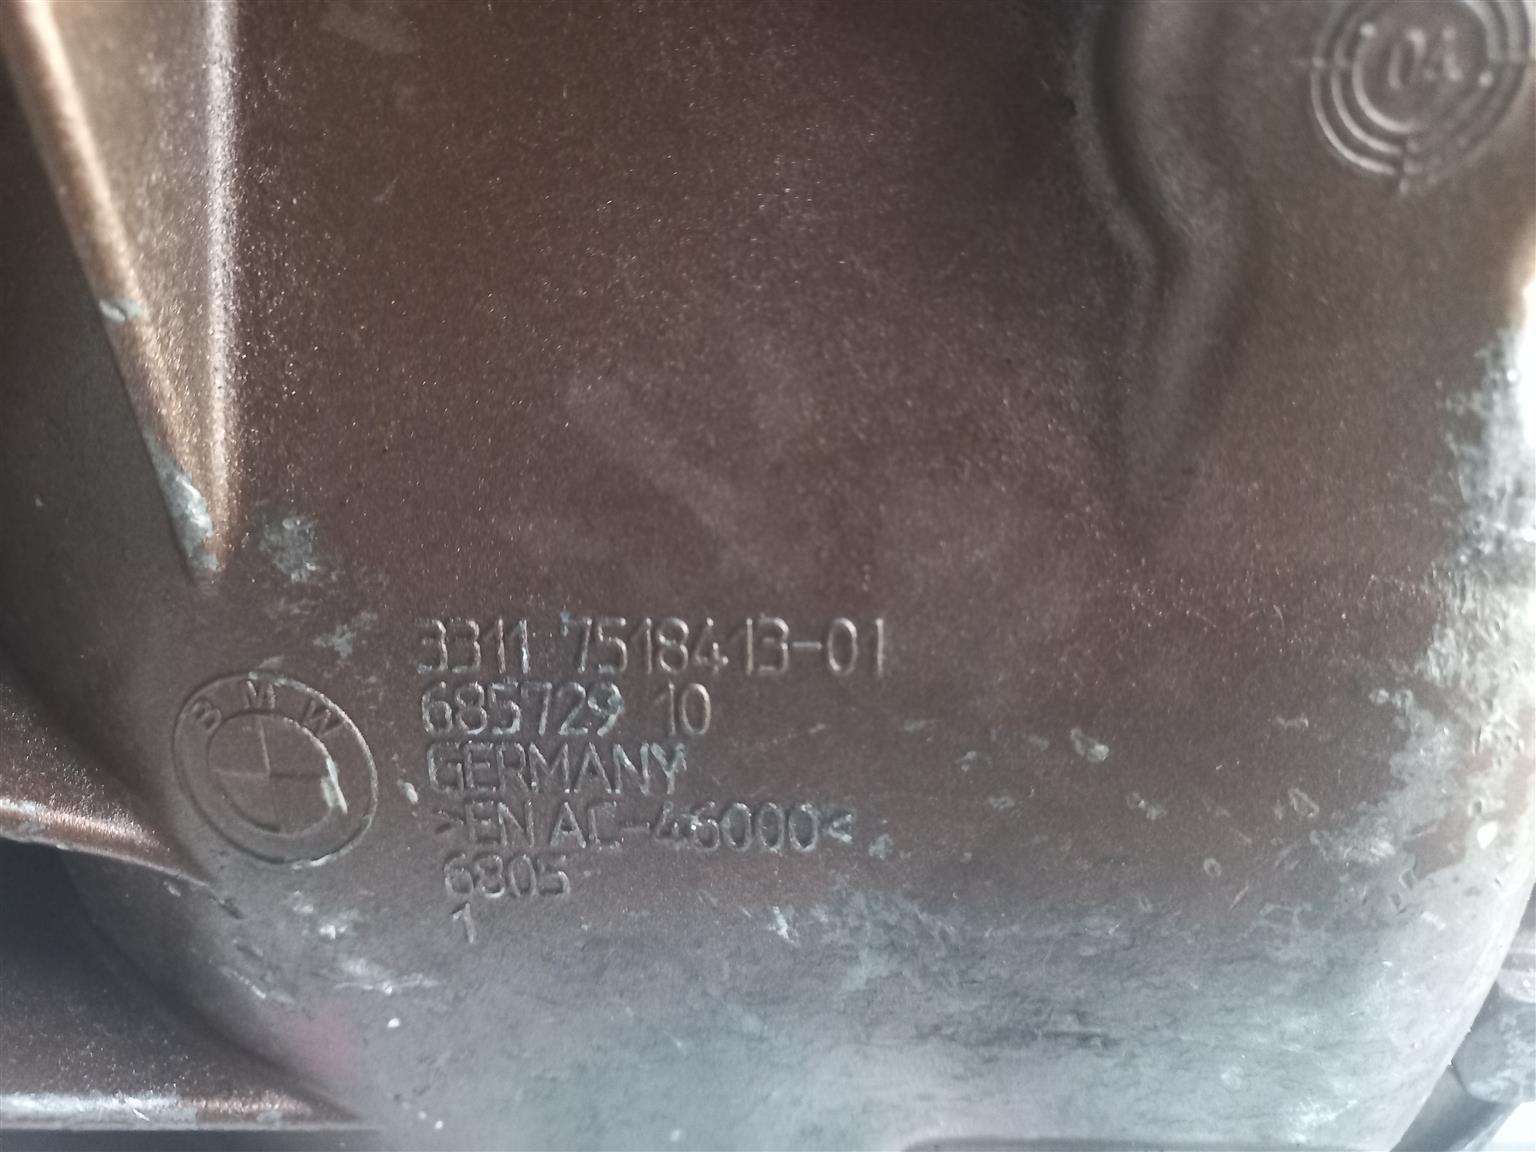 04
BMW
3311 7518413-01
685729 10
GERMANY
>EN AC-46000<
6805
1